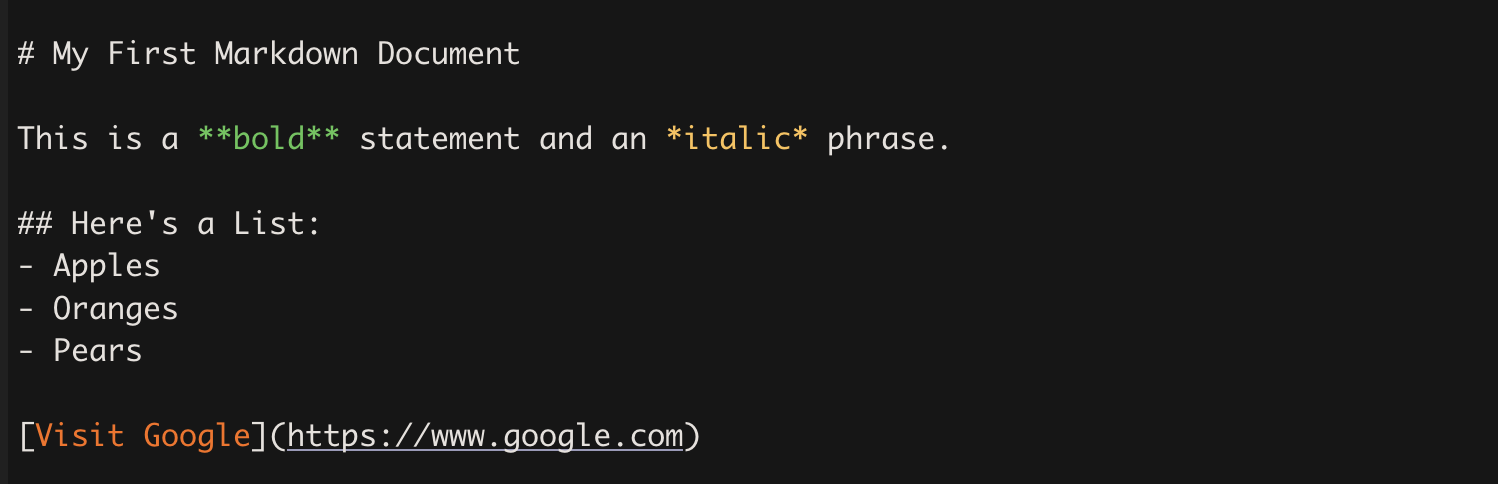 # My First Markdown Document
This is a **bold** statement and an *italic* phrase.
## Here's a List:
- Apples
- Oranges
- Pears
[Visit Google](https://www.google.com)